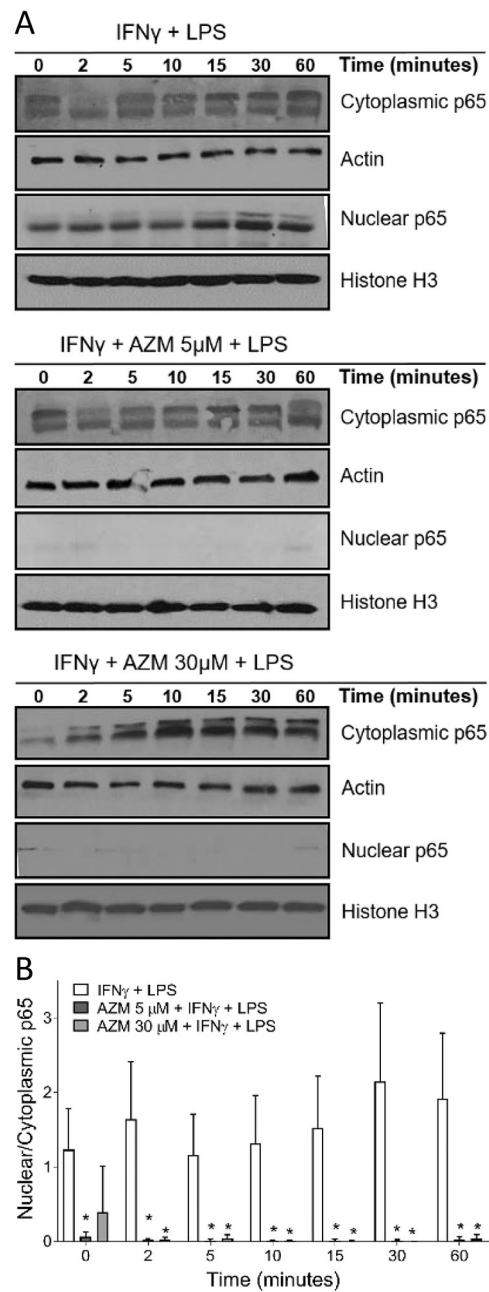 A
IFNγ + LPS
0 2 5 10 15 30 60 Time (minutes)
Cytoplasmic p65
Actin
Nuclear p65
Histone H3
IFNγ + AZM 5μM + LPS
0 2 5 10 15 30 60 Time (minutes)
Cytoplasmic p65
Actin
Nuclear p65
Histone H3
IFNγ + AZM 30μM + LPS
0 2 5 10 15 30 60 Time (minutes)
Cytoplasmic p65
Actin
Nuclear p65
Histone H3
B
IFNγ + LPS
AZM 5 μM + IFNγ + LPS
AZM 30 μM + IFNγ + LPS
Nuclear/Cytoplasmic p65
3
2
1
0
* * * * * * * * * * * * *
0 2 5 10 15 30 60
Time (minutes)